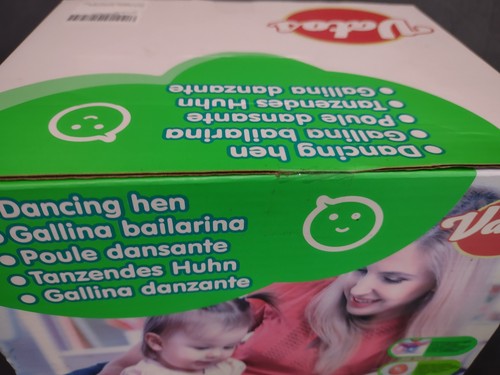 Vatos
Gallina danzante
Tanzendes Huhn
Poule dansante
Gallina bailarina
Dancing hen
Dancing hen
Gallina bailarina
Poule dansante
Tanzendes Huhn
Gallina danzante